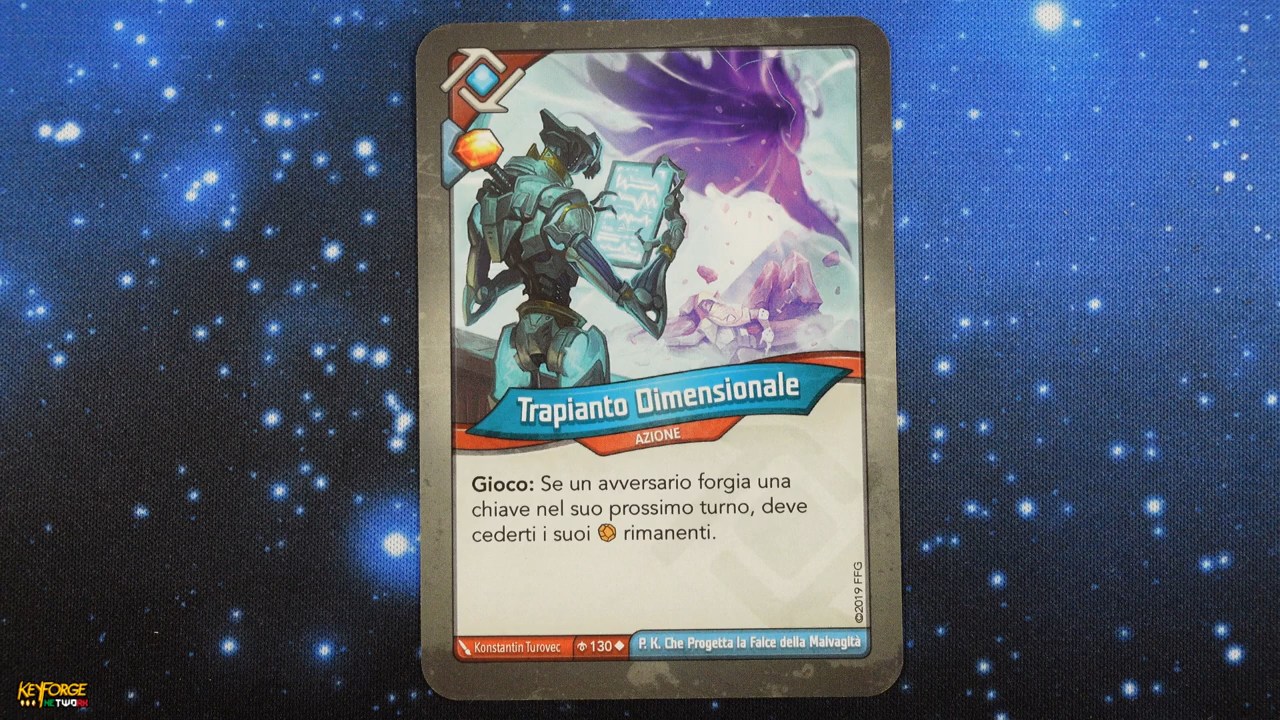 Trapianto Dimensionale
AZIONE
Gioco: Se un avversario forgia una
chiave nel suo prossimo turno, deve
cederti i suoi rimanenti.
©2019 FFG
Konstantin Turovec
130
P. K. Che Progetta la Falce della Malvagità
KEYFORGE
NETWORK